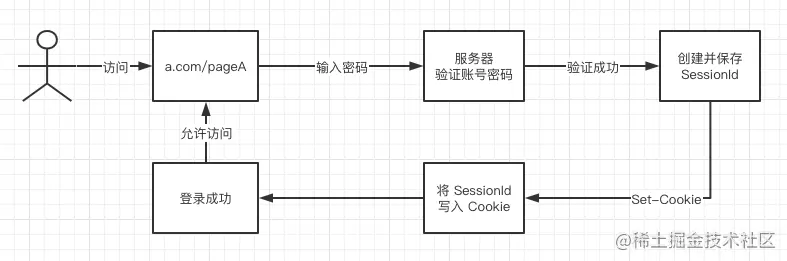 访问
a.com/pageA
输入密码
服务器
验证账号密码
验证成功
创建并保存
SessionId
允许访问
登录成功
将 SessionId
写入 Cookie
Set-Cookie
@稀土掘金技术社区